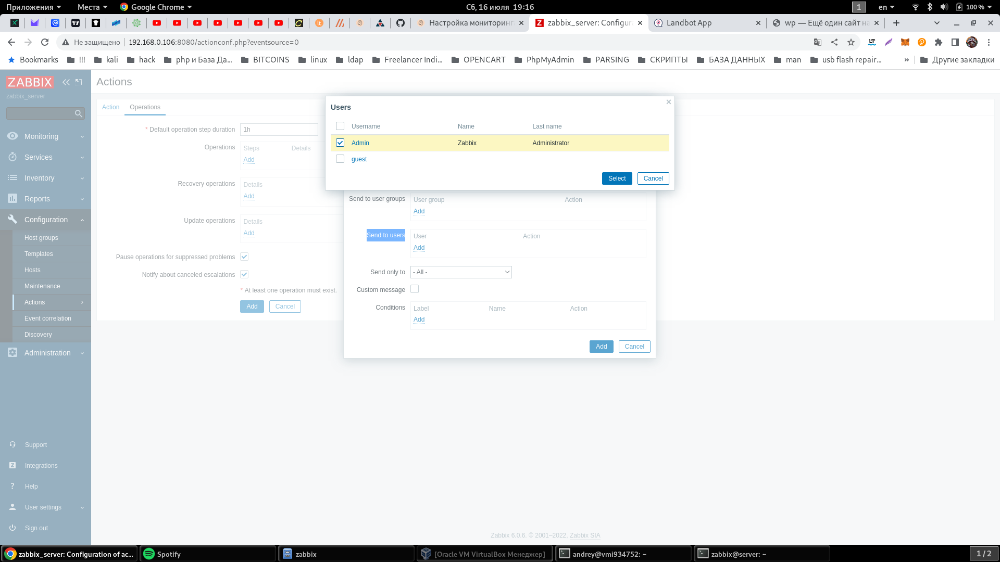 Приложения Места Google Chrome Сб, 16 июля 19:16 1 en 100 %
Настройка мониторинг zabbix_server: Configur Landbot App wp — Ещё один сайт на
Не защищено 192.168.0.106:8080/actionconf.php?eventsource=0
Bookmarks !!! kali hack php и База Да... BITCOINS linux ldap Freelancer Indi... OPENCART PhpMyAdmin PARSING СКРИПТЫ БАЗА ДАННЫХ man usb flash repair... » Другие закладки
ZABBIX
zabbix_server
Monitoring
Services
Inventory
Reports
Configuration
Host groups
Templates
Hosts
Maintenance
Actions
Event correlation
Discovery
Administration
Support
Integrations
Help
User settings
Sign out
Actions
Action Operations
* Default operation step duration 1h
Operations Steps Details
Add
Recovery operations Details
Add
Update operations Details
Add
Pause operations for suppressed problems
Notify about canceled escalations
* At least one operation must exist.
Add Cancel
Users
Username Name Last name
Admin Zabbix Administrator
guest
Select Cancel
Send to user groups User group Action
Add
Send to users User Action
Add
Send only to - All -
Custom message
Conditions Label Name Action
Add
Add Cancel
Zabbix 6.0.6. © 2001–2022, Zabbix SIA
zabbix_server: Configuration of ac... Spotify zabbix [Oracle VM VirtualBox Менеджер] andrey@vmi934752: ~ zabbix@server: ~ 1 / 2